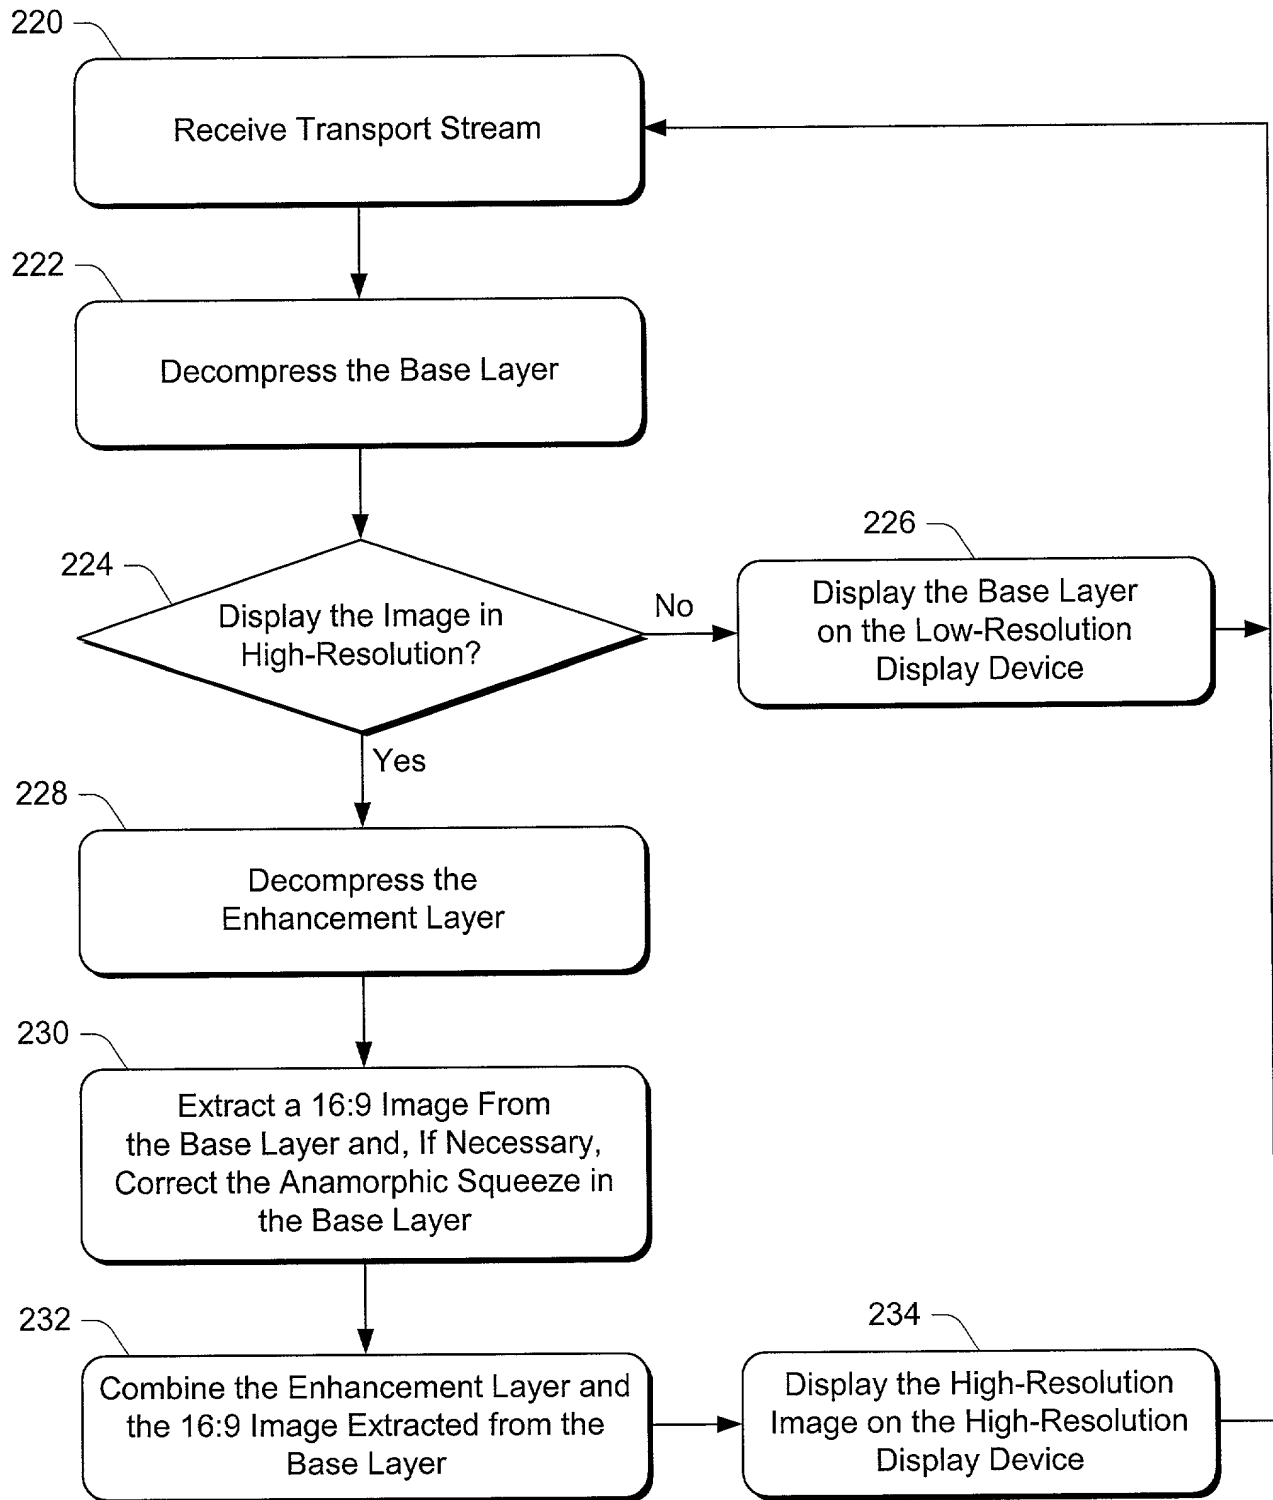 220
Receive Transport Stream
222
Decompress the Base Layer
224
Display the Image in
High-Resolution?
No
226
Display the Base Layer
on the Low-Resolution
Display Device
Yes
228
Decompress the
Enhancement Layer
230
Extract a 16:9 Image From
the Base Layer and, If Necessary,
Correct the Anamorphic Squeeze in
the Base Layer
232
Combine the Enhancement Layer and
the 16:9 Image Extracted from the
Base Layer
234
Display the High-Resolution
Image on the High-Resolution
Display Device